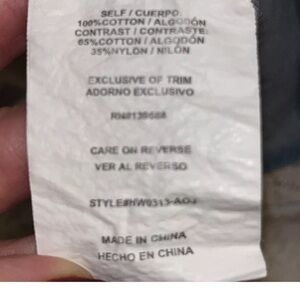 SELF / CUERPO:
100%COTTON / ALGODÓN
CONTRAST / CONTRASTE:
65%COTTON / ALGODÓN
35%NYLON / NILÓN
EXCLUSIVE OF TRIM
ADORNO EXCLUSIVO
CARE ON REVERSE
VER AL REVERSO
MADE IN CHINA
HECHO EN CHINA